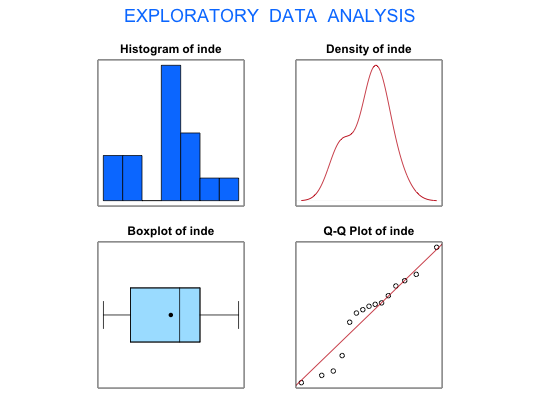 EXPLORATORY DATA ANALYSIS
Histogram of inde
Density of inde
Boxplot of inde
Q-Q Plot of inde